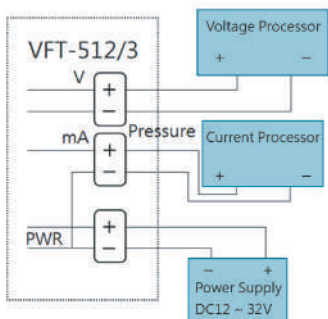 Voltage Processor
+ −
VFT-512/3
V
+
−
mA
+
−
Pressure
Current Processor
+ −
PWR
+
−
− +
Power Supply
DC12 ~ 32V